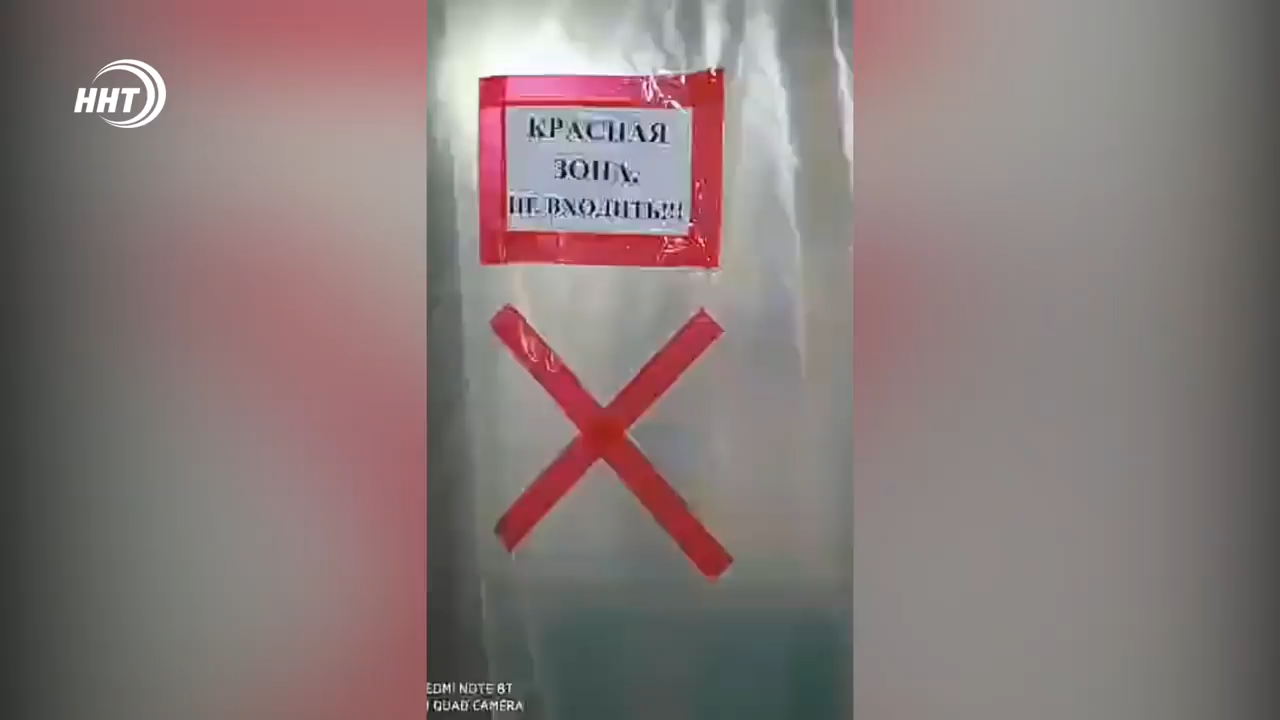 ННТ
КРАСНАЯ
ЗОНА.
НЕ ВХОДИТЬ!!!
EDMI NOTE 8T
QUAD CAMERA